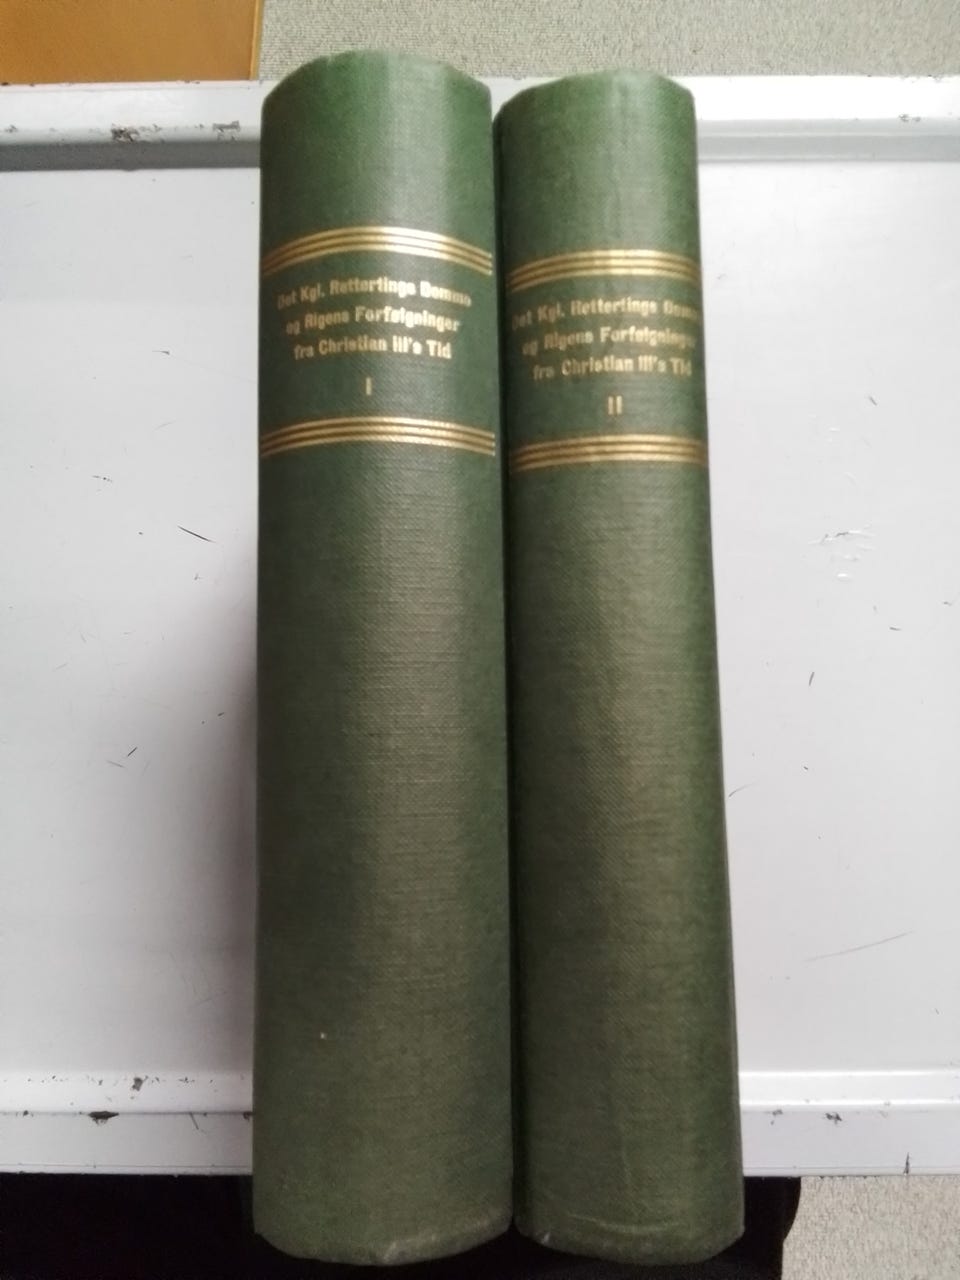 Det Kgl. Rettertings Domme
og Rigens Forfølgninger
fra Christian III's Tid
I
Det Kgl. Rettertings Domme
og Rigens Forfølgninger
fra Christian III's Tid
II